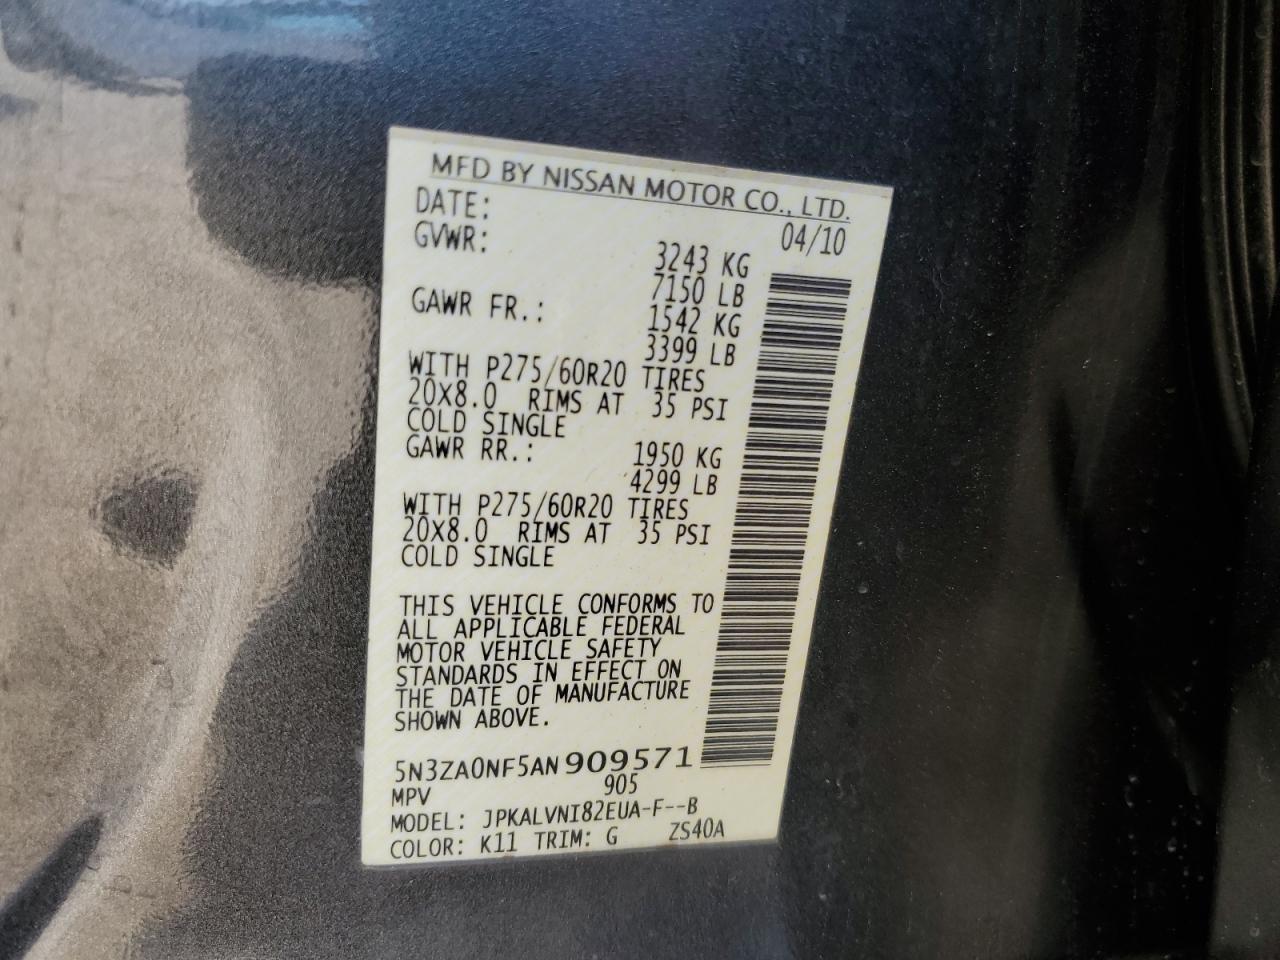 MFD BY NISSAN MOTOR CO., LTD.
DATE: 04/10
GVWR: 3243 KG
7150 LB
GAWR FR.: 1542 KG
3399 LB
WITH P275/60R20 TIRES
20X8.0 RIMS AT 35 PSI
COLD SINGLE
GAWR RR.: 1950 KG
4299 LB
WITH P275/60R20 TIRES
20X8.0 RIMS AT 35 PSI
COLD SINGLE
THIS VEHICLE CONFORMS TO
ALL APPLICABLE FEDERAL
MOTOR VEHICLE SAFETY
STANDARDS IN EFFECT ON
THE DATE OF MANUFACTURE
SHOWN ABOVE.
5N3ZA0NF5AN909571
MPV 905
MODEL: JPKALVNI82EUA-F--B
COLOR: K11 TRIM: G ZS40A